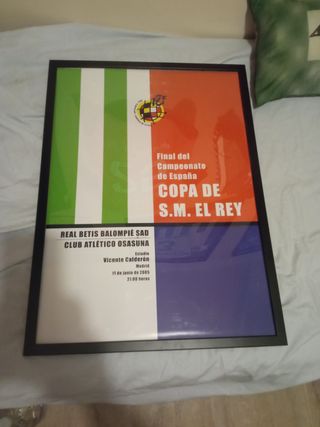 Final del
Campeonato
de España
COPA DE
S.M. EL REY
REAL BETIS BALOMPIÉ SAD
CLUB ATLÉTICO OSASUNA
Estadio
Vicente Calderón
Madrid
11 de junio de 2005
21:00 horas